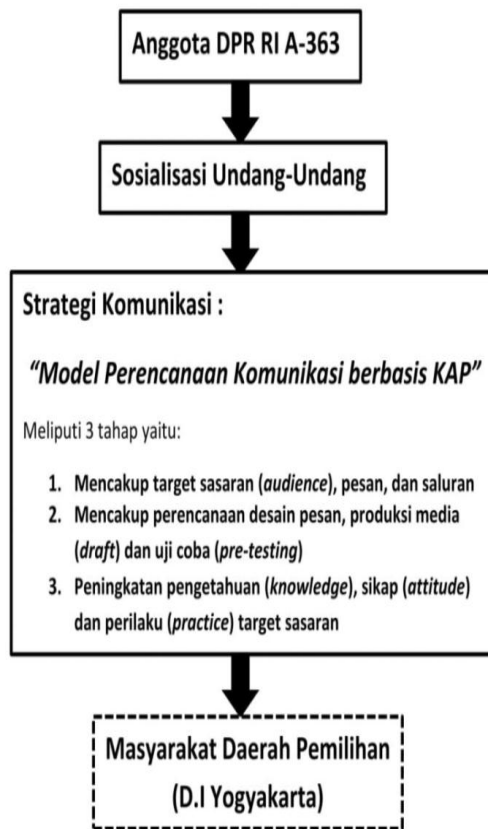 Anggota DPR RI A-363
Sosialisasi Undang-Undang
Strategi Komunikasi :
“Model Perencanaan Komunikasi berbasis KAP”
Meliputi 3 tahap yaitu:
1. Mencakup target sasaran (audience), pesan, dan saluran
2. Mencakup perencanaan desain pesan, produksi media
(draft) dan uji coba (pre-testing)
3. Peningkatan pengetahuan (knowledge), sikap (attitude)
dan perilaku (practice) target sasaran
Masyarakat Daerah Pemilihan
(D.I Yogyakarta)